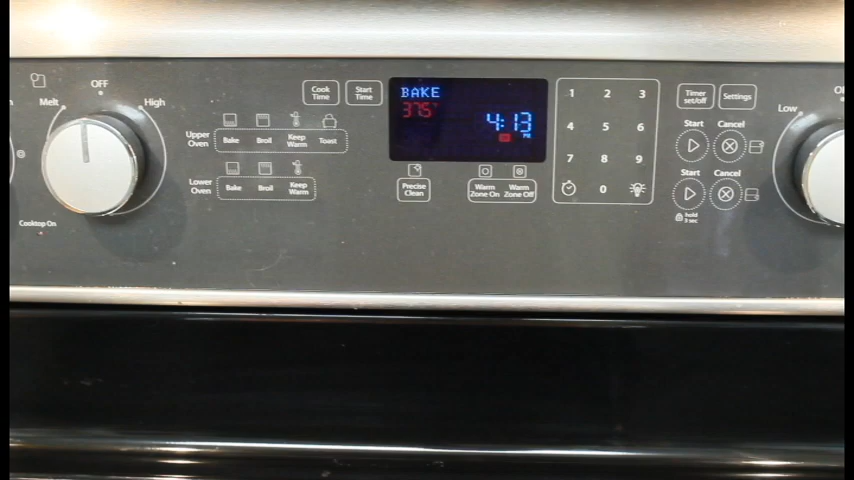 OFF
Melt
High
Cooktop On
Upper Oven
Bake
Broil
Keep Warm
Toast
Lower Oven
Bake
Broil
Keep Warm
Cook Time
Start Time
BAKE
375°
4:13
PM
Precise Clean
Warm Zone On
Warm Zone Off
1 2 3
4 5 6
7 8 9
0
Timer set/off
Settings
Start
Cancel
Start
Cancel
hold 3 sec
Low